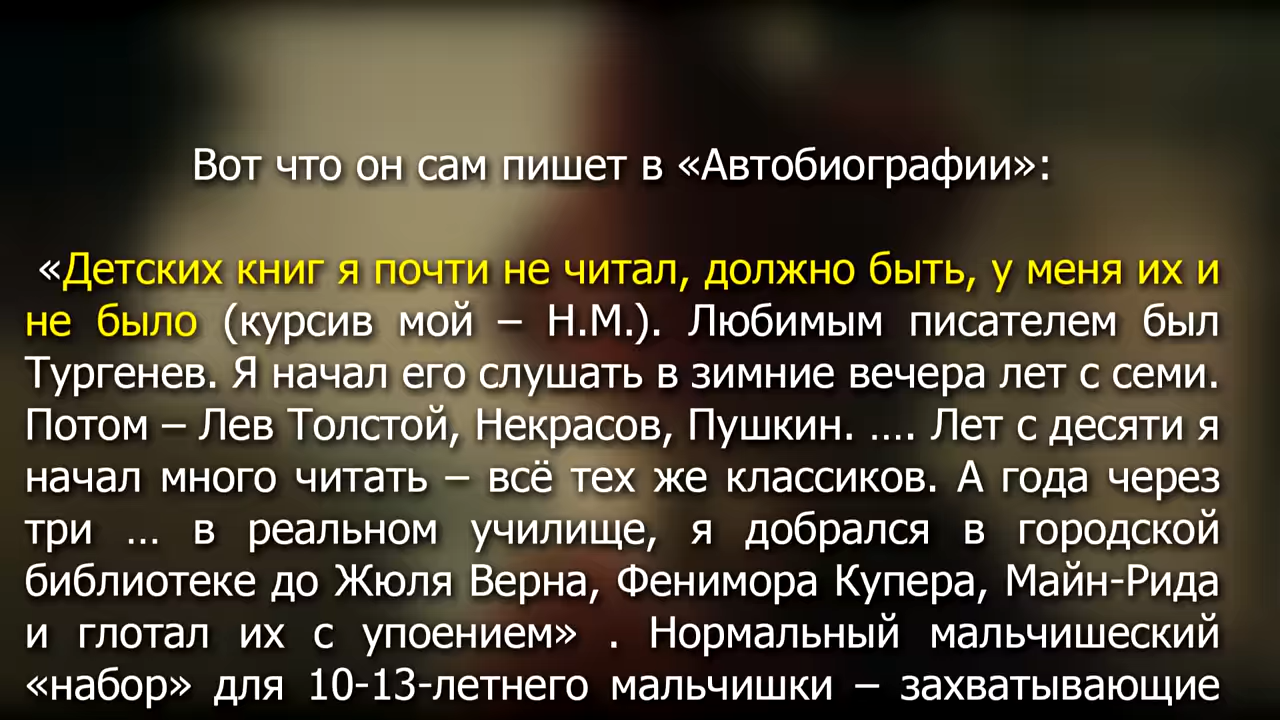 Вот что он сам пишет в «Автобиографии»:
«Детских книг я почти не читал, должно быть, у меня их и
не было (курсив мой – Н.М.). Любимым писателем был
Тургенев. Я начал его слушать в зимние вечера лет с семи.
Потом – Лев Толстой, Некрасов, Пушкин. …. Лет с десяти я
начал много читать – всё тех же классиков. А года через
три … в реальном училище, я добрался в городской
библиотеке до Жюля Верна, Фенимора Купера, Майн-Рида
и глотал их с упоением» . Нормальный мальчишеский
«набор» для 10-13-летнего мальчишки – захватывающие